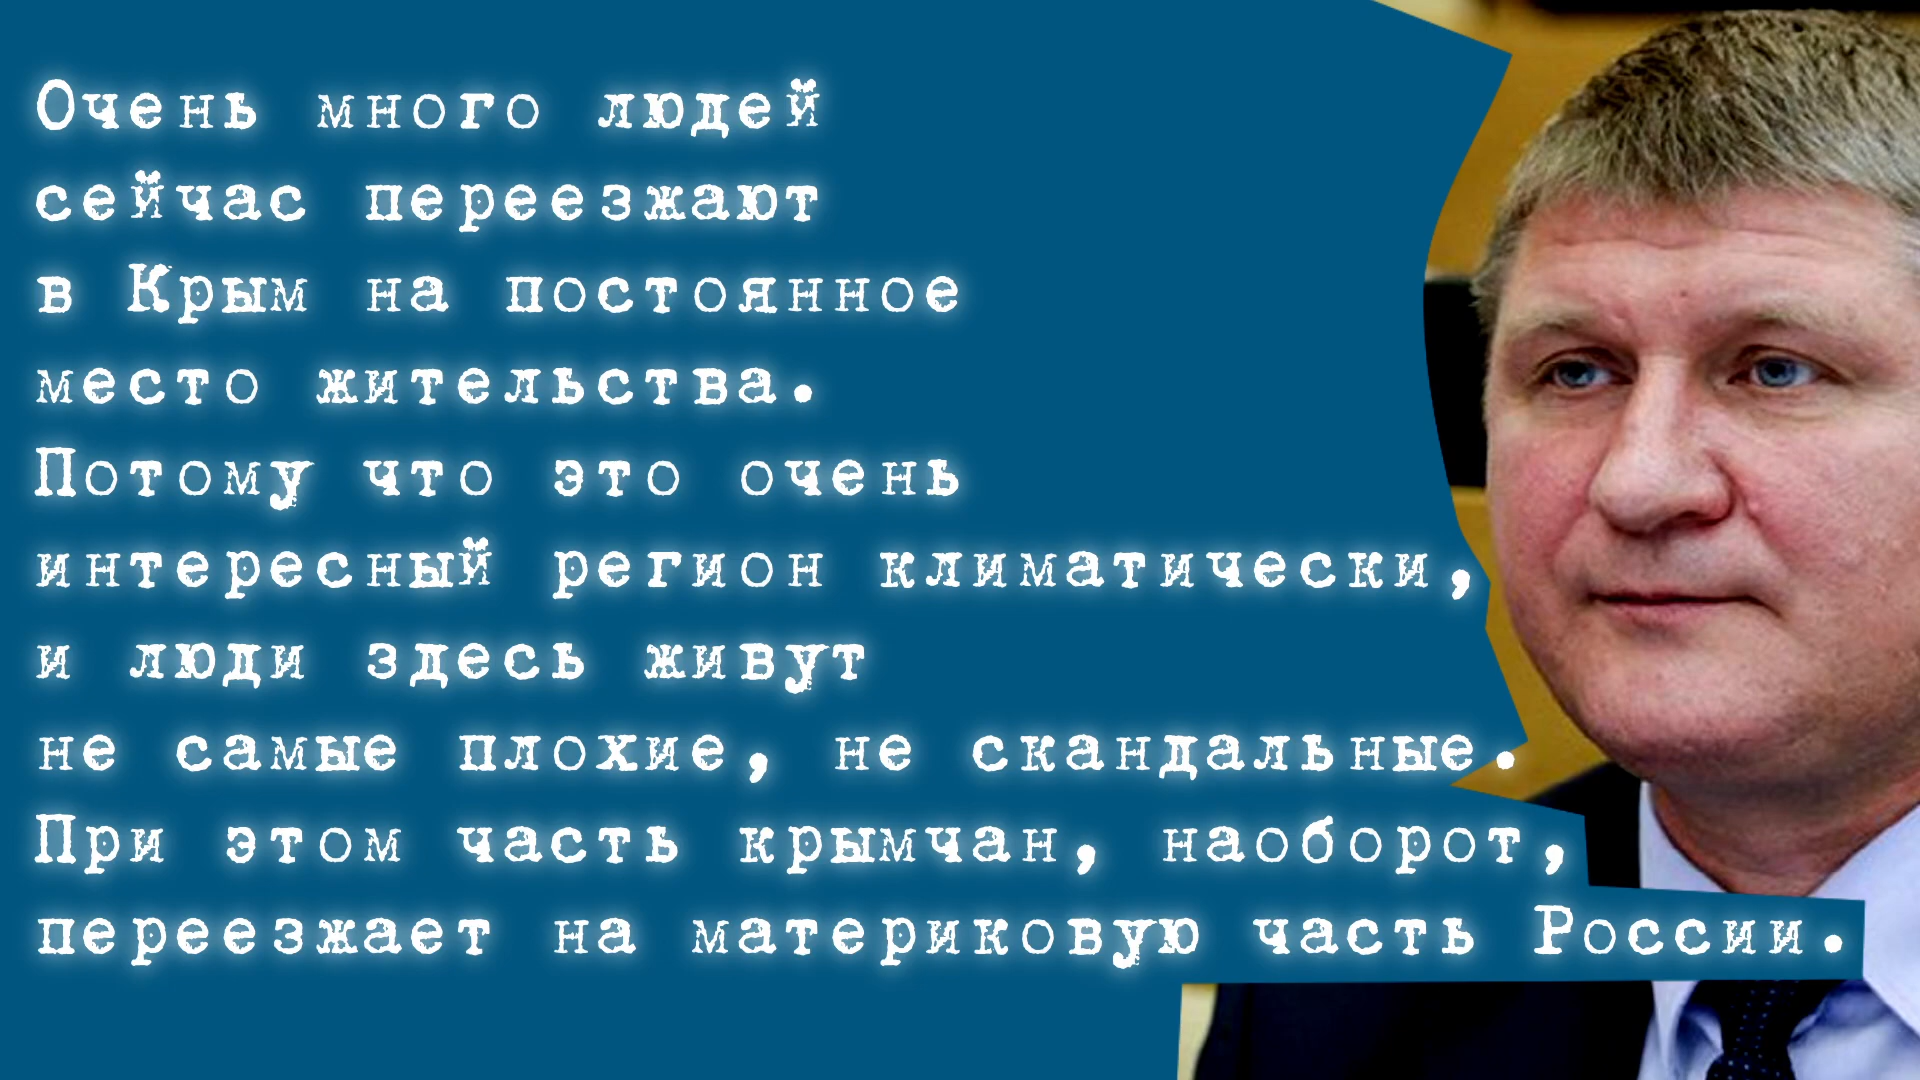 Очень много людей
сейчас переезжают
в Крым на постоянное
место жительства.
Потому что это очень
интересный регион климатически,
и люди здесь живут
не самые плохие, не скандальные.
При этом часть крымчан, наоборот,
переезжает на материковую часть России.